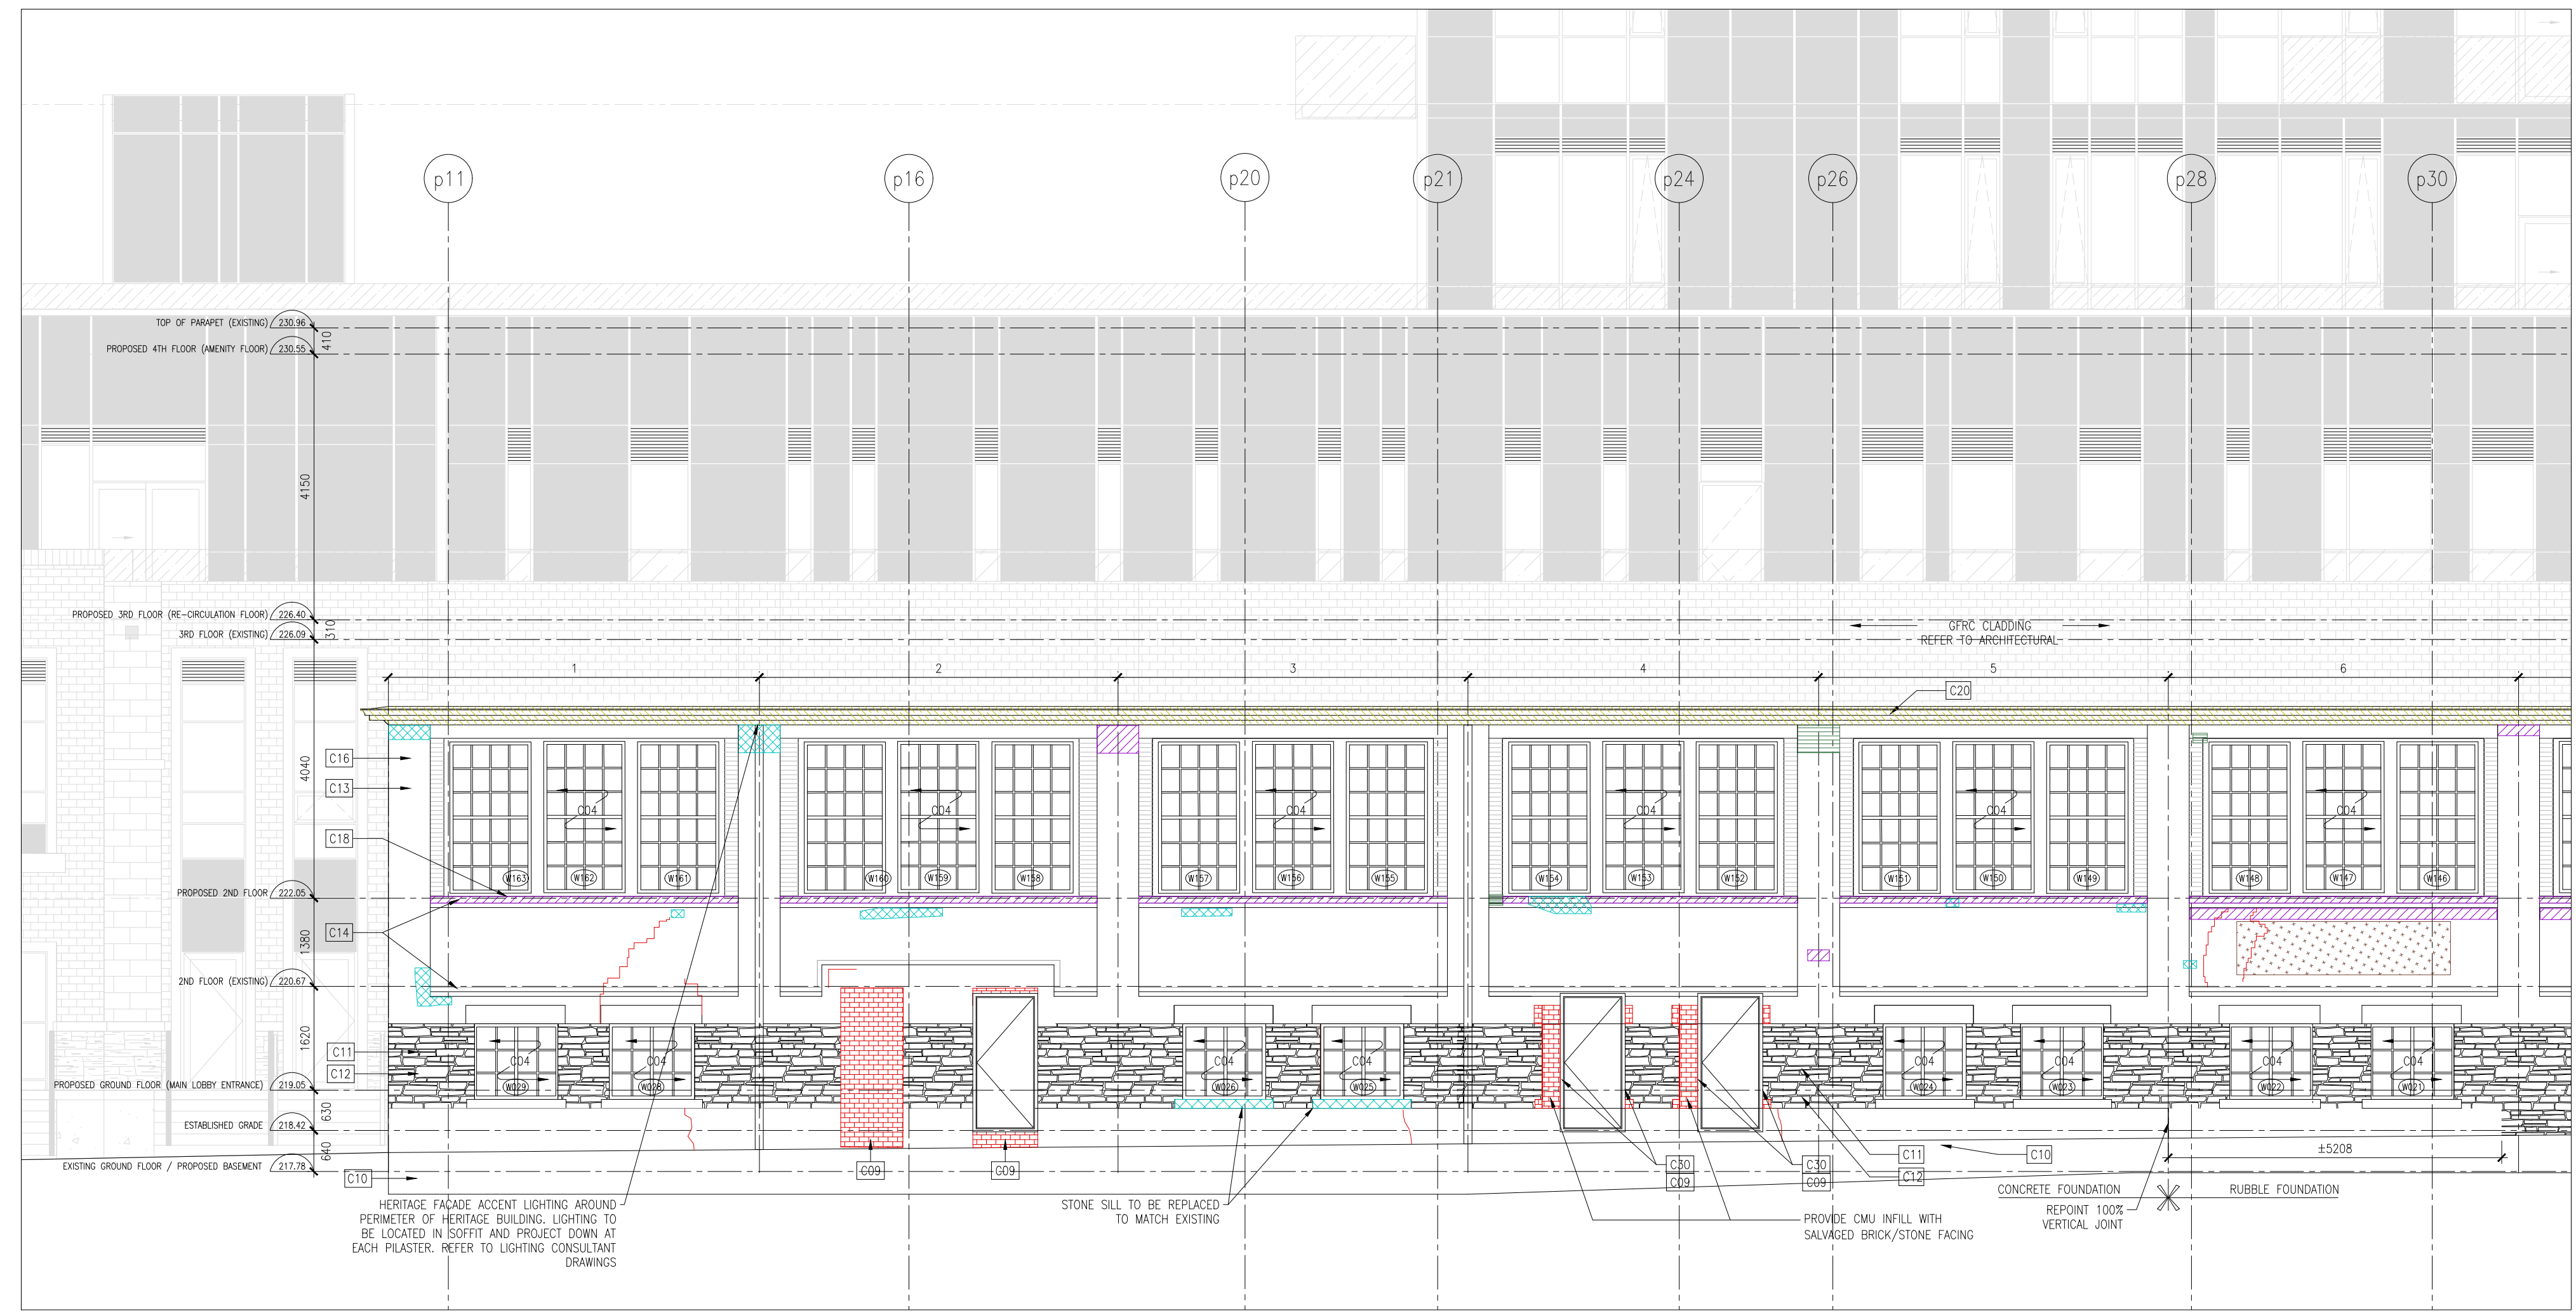 p11
p16
p20
p21
p24
p26
p28
p30
TOP OF PARAPET (EXISTING) 230.96
410
PROPOSED 4TH FLOOR (AMENITY FLOOR) 230.55
4150
PROPOSED 3RD FLOOR (RE-CIRCULATION FLOOR) 226.40
310
3RD FLOOR (EXISTING) 226.09
GFRC CLADDING
REFER TO ARCHITECTURAL
1
2
3
4
5
6
C20
C16
4040
C13
C04
C04
C04
C04
C04
C04
C18
W163
W162
W161
W160
W159
W158
W157
W156
W155
W154
W153
W152
W151
W150
W149
W148
W147
W146
PROPOSED 2ND FLOOR 222.05
C14
1380
2ND FLOOR (EXISTING) 220.67
1620
C11
C12
C04
C04
C04
C04
C04
C04
C04
C04
W029
W028
W026
W025
W024
W023
W022
W021
PROPOSED GROUND FLOOR (MAIN LOBBY ENTRANCE) 219.05
630
ESTABLISHED GRADE 218.42
640
EXISTING GROUND FLOOR / PROPOSED BASEMENT 217.78
C10
C09
C09
C30
C09
C30
C09
C11
C12
C10
±5208
CONCRETE FOUNDATION
RUBBLE FOUNDATION
REPOINT 100%
VERTICAL JOINT
HERITAGE FAÇADE ACCENT LIGHTING AROUND
PERIMETER OF HERITAGE BUILDING. LIGHTING TO
BE LOCATED IN SOFFIT AND PROJECT DOWN AT
EACH PILASTER. REFER TO LIGHTING CONSULTANT
DRAWINGS
STONE SILL TO BE REPLACED
TO MATCH EXISTING
PROVIDE CMU INFILL WITH
SALVAGED BRICK/STONE FACING